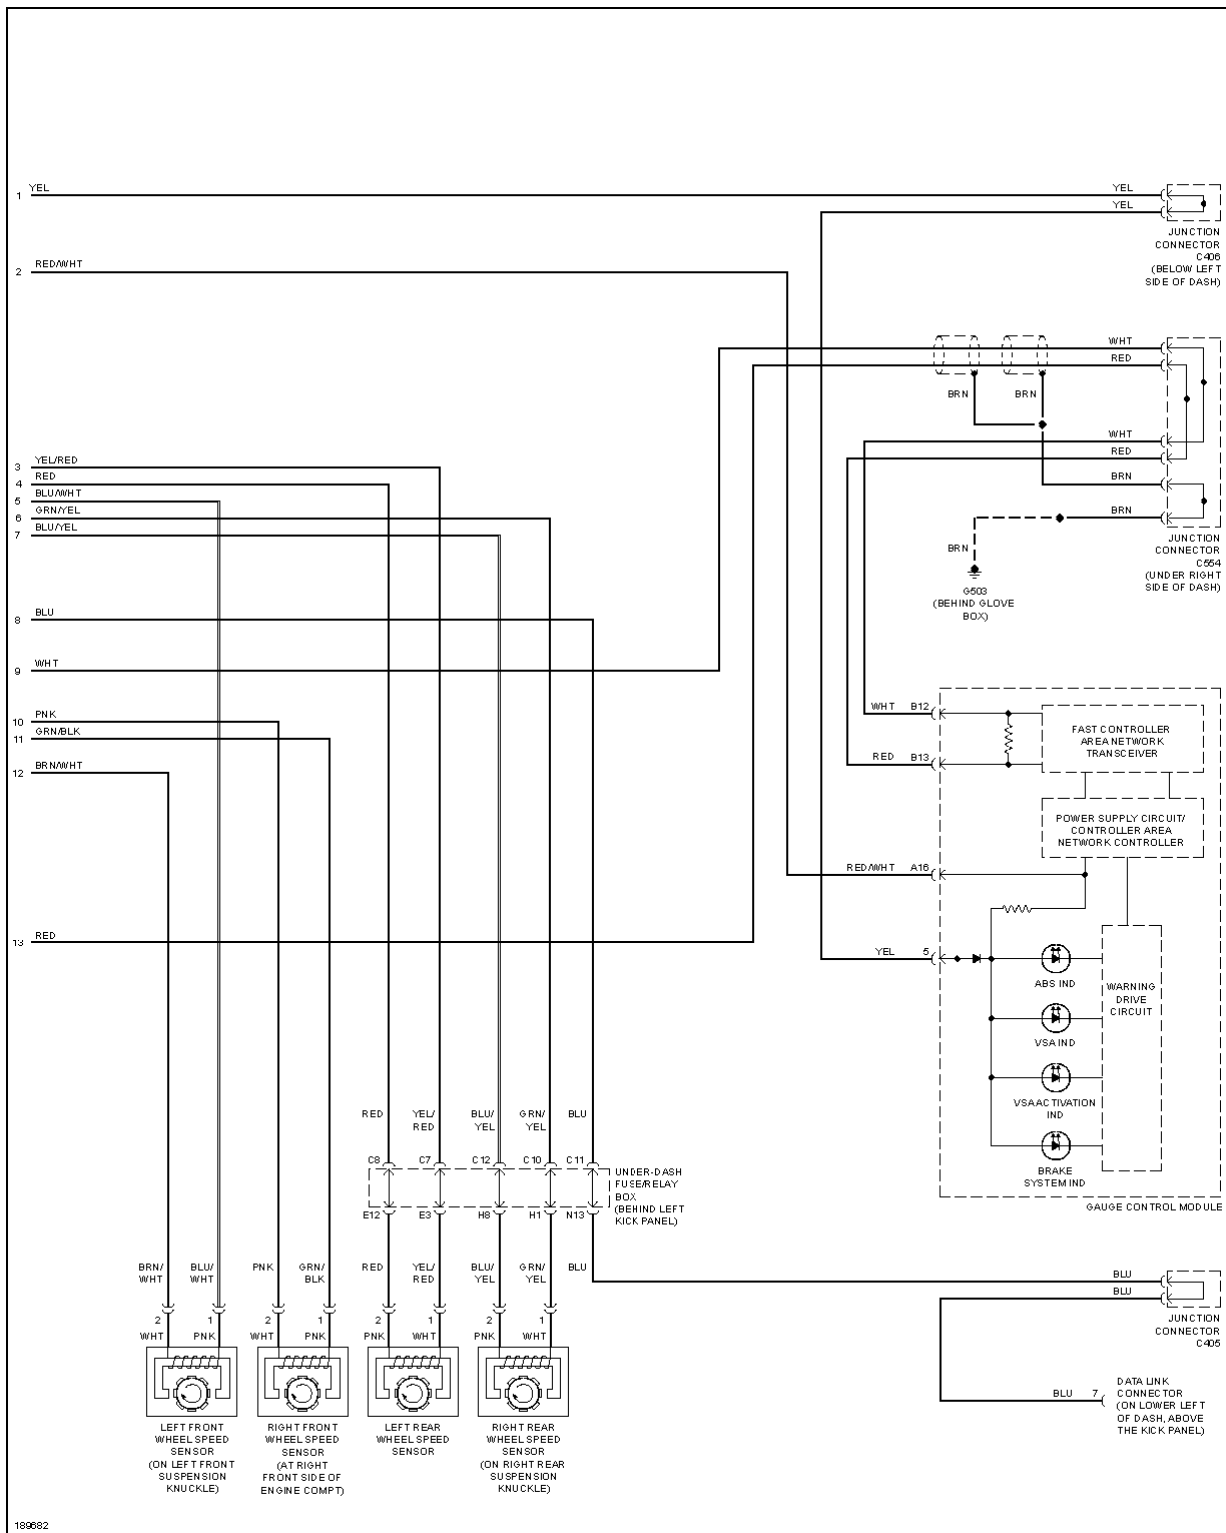 1 YEL
YEL
YEL
JUNCTION
CONNECTOR
C406
(BELOW LEFT
SIDE OF DASH)
2 RED/WHT
WHT
RED
BRN BRN
WHT
RED
BRN
BRN
JUNCTION
CONNECTOR
C554
(UNDER RIGHT
SIDE OF DASH)
BRN
G503
(BEHIND GLOVE
BOX)
3 YEL/RED
4 RED
5 BLU/WHT
6 GRN/YEL
7 BLU/YEL
8 BLU
9 WHT
10 PNK
11 GRN/BLK
12 BRN/WHT
13 RED
WHT B12
RED B13
FAST CONTROLLER
AREA NETWORK
TRANSCEIVER
POWER SUPPLY CIRCUIT/
CONTROLLER AREA
NETWORK CONTROLLER
RED/WHT A16
YEL 5
ABS IND
VSA IND
VSA ACTIVATION
IND
BRAKE
SYSTEM IND
WARNING
DRIVE
CIRCUIT
GAUGE CONTROL MODULE
RED YEL/ BLU/ GRN/ BLU
RED YEL YEL
C8 C7 C12 C10 C11
UNDER-DASH
FUSE/RELAY
BOX
(BEHIND LEFT
KICK PANEL)
E12 E3 H8 H1 N13
BRN/ BLU/ PNK GRN/ RED YEL/ BLU/ GRN/ BLU
WHT WHT BLK RED YEL YEL
2 1 2 1 2 1 2 1
WHT PNK WHT PNK PNK WHT PNK WHT
LEFT FRONT
WHEEL SPEED
SENSOR
(ON LEFT FRONT
SUSPENSION
KNUCKLE)
RIGHT FRONT
WHEEL SPEED
SENSOR
(AT RIGHT
FRONT SIDE OF
ENGINE COMPT)
LEFT REAR
WHEEL SPEED
SENSOR
RIGHT REAR
WHEEL SPEED
SENSOR
(ON RIGHT REAR
SUSPENSION
KNUCKLE)
BLU
BLU
JUNCTION
CONNECTOR
C405
BLU 7
DATA LINK
CONNECTOR
(ON LOWER LEFT
OF DASH, ABOVE
THE KICK PANEL)
189682